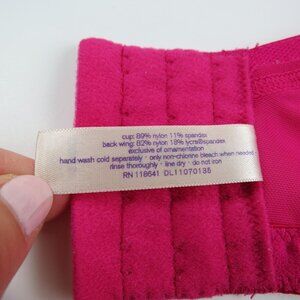 cup: 89% nylon 11% spandex
back wing: 82% nylon 18% lycra®spandex
exclusive of ornamentation
hand wash cold separately · only non-chlorine bleach when needed
rinse thoroughly · line dry · do not iron
RN 118641 DL11070135